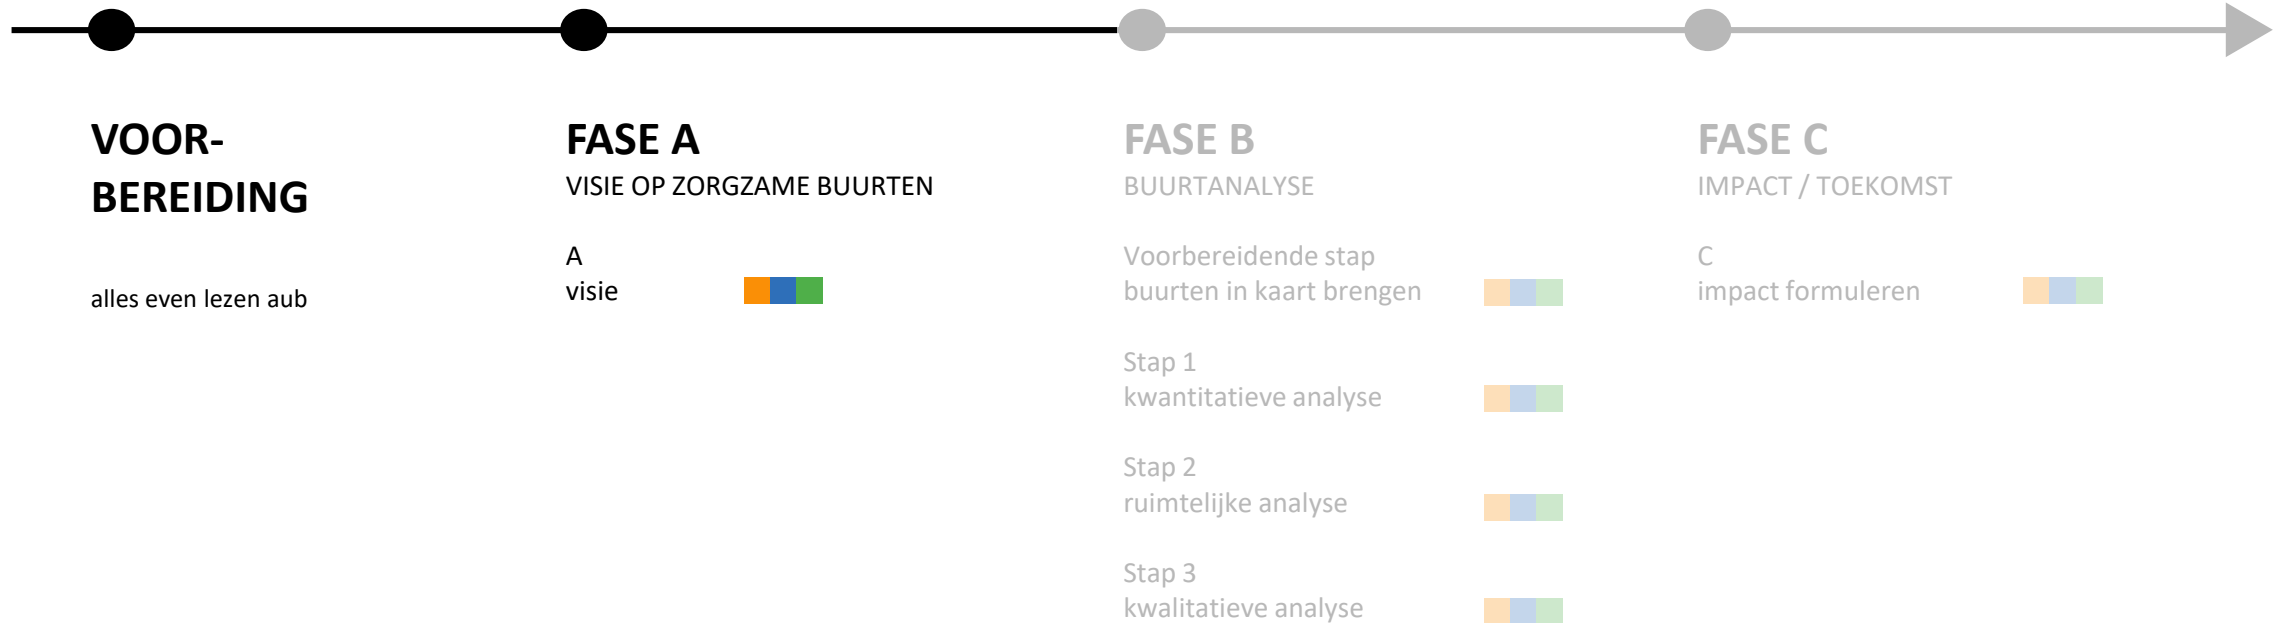 VOOR-
BEREIDING
alles even lezen aub
FASE A
VISIE OP ZORGZAME BUURTEN
A
visie
FASE B
BUURTANALYSE
Voorbereidende stap
buurten in kaart brengen
Stap 1
kwantitatieve analyse
Stap 2
ruimtelijke analyse
Stap 3
kwalitatieve analyse
FASE C
IMPACT / TOEKOMST
C
impact formuleren